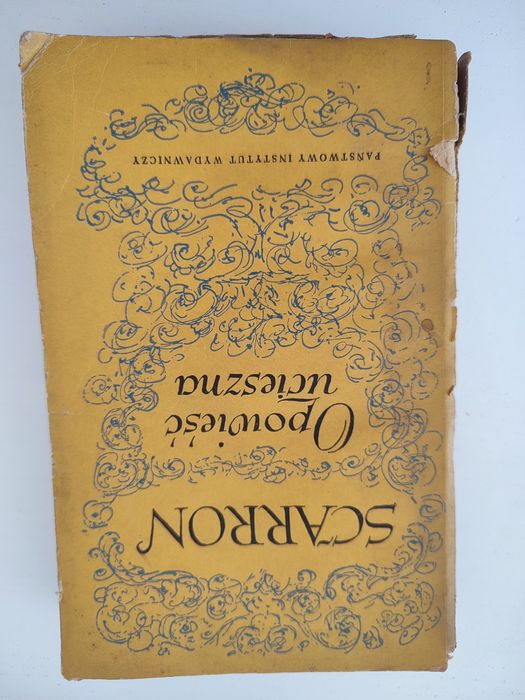 SCARRON
Opowieść
ucieszna
PAŃSTWOWY INSTYTUT WYDAWNICZY